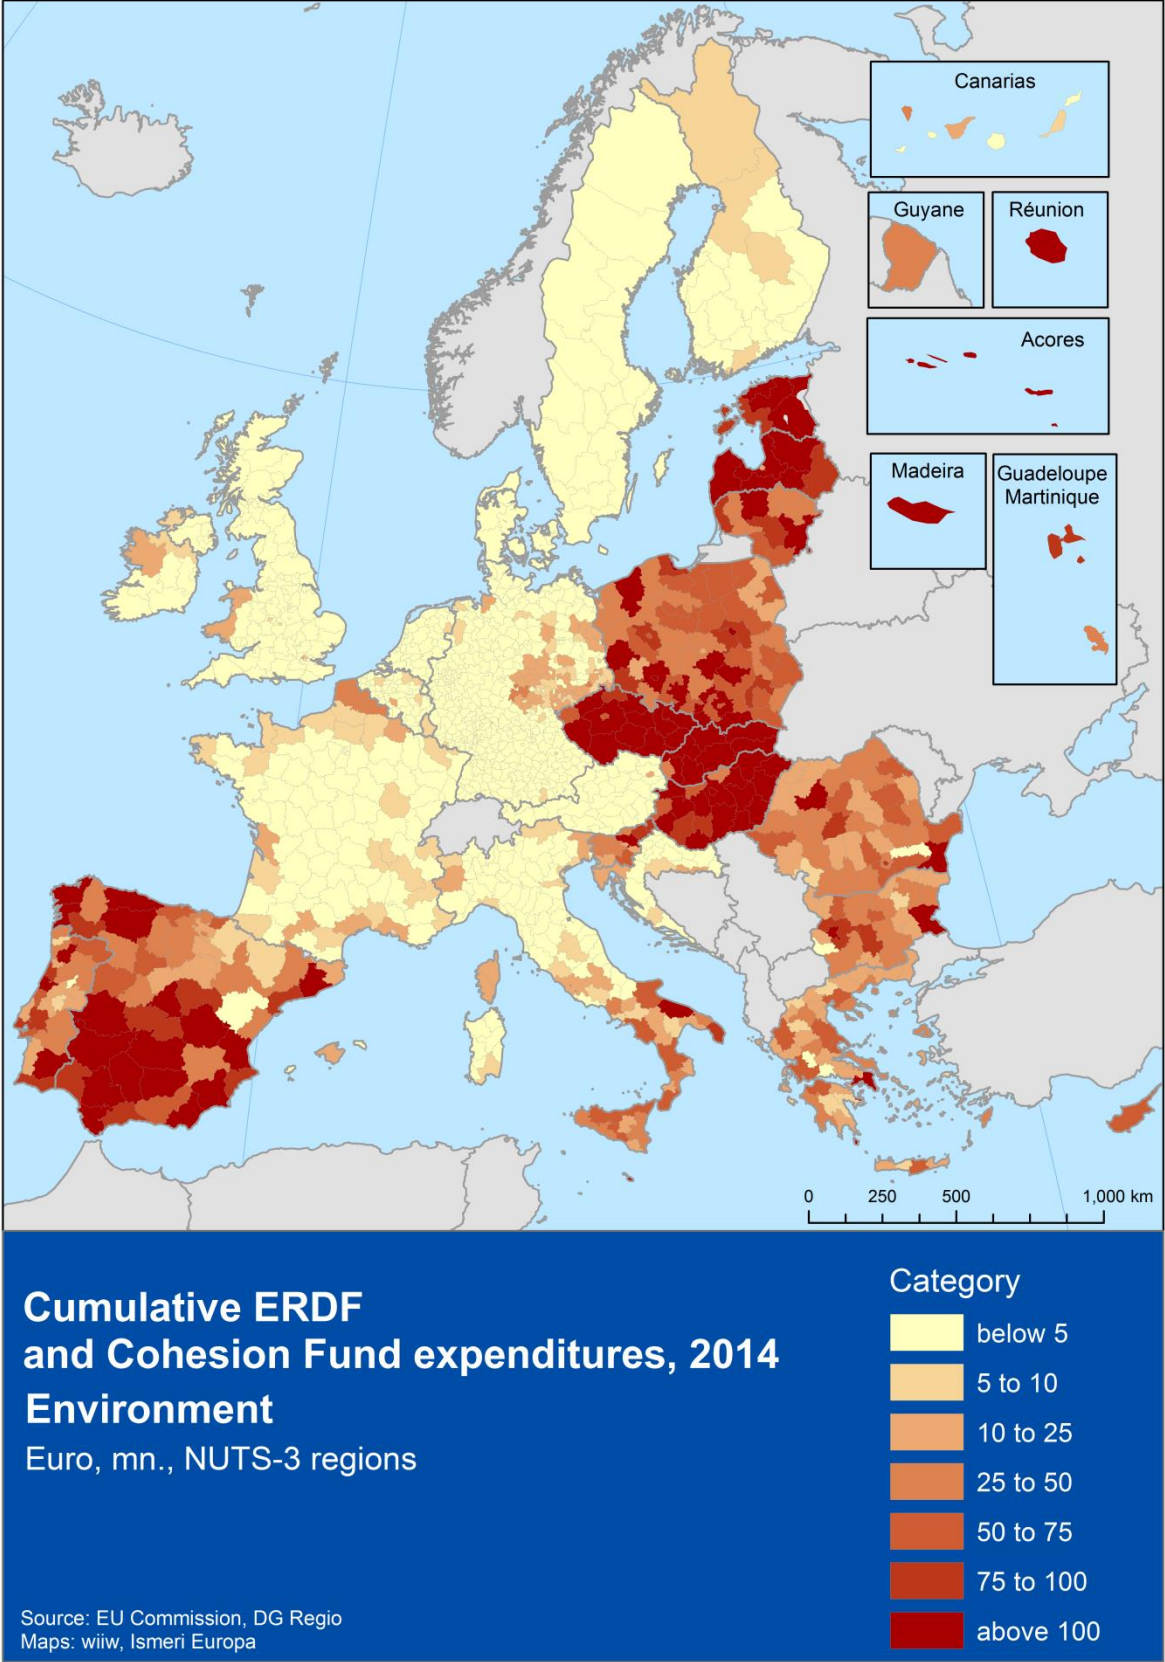 Canarias
Guyane
Réunion
Acores
Madeira
Guadeloupe
Martinique
0 250 500 1,000 km
Cumulative ERDF
and Cohesion Fund expenditures, 2014
Environment
Euro, mn., NUTS-3 regions
Source: EU Commission, DG Regio
Maps: wiiw, Ismeri Europa
Category
below 5
5 to 10
10 to 25
25 to 50
50 to 75
75 to 100
above 100